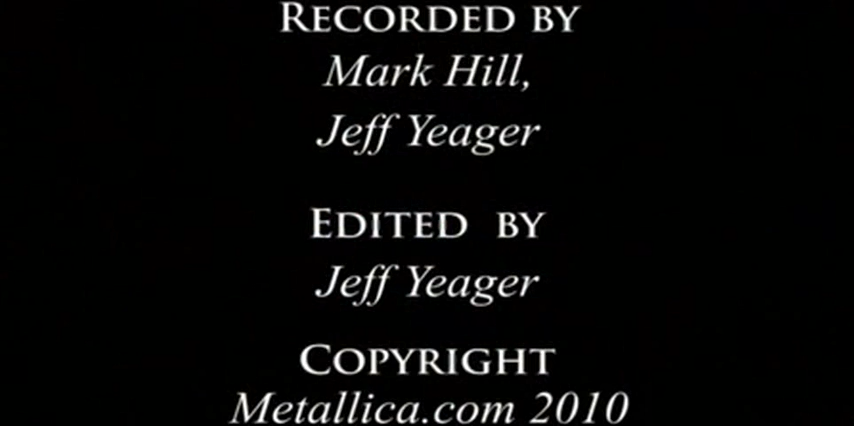 RECORDED BY
Mark Hill,
Jeff Yeager
EDITED BY
Jeff Yeager
COPYRIGHT
Metallica.com 2010